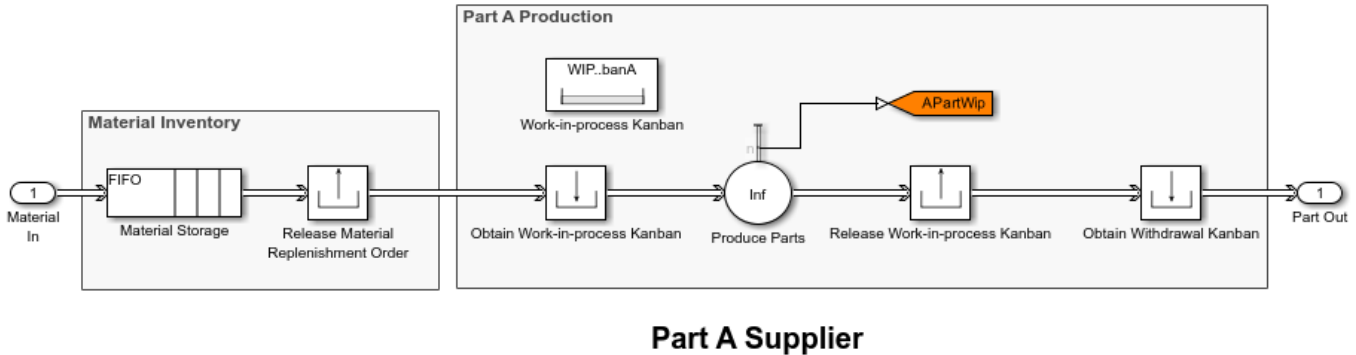 Part A Production
WIP..banA
Work-in-process Kanban
APartWip
n
Material Inventory
1
Material
In
FIFO
Material Storage
Release Material
Replenishment Order
Obtain Work-in-process Kanban
Inf
Produce Parts
Release Work-in-process Kanban
Obtain Withdrawal Kanban
1
Part Out
Part A Supplier